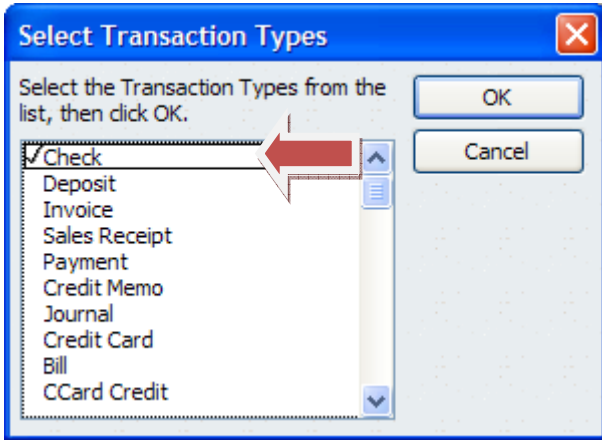 Select Transaction Types
Select the Transaction Types from the
list, then click OK.
OK
Cancel
Check
Deposit
Invoice
Sales Receipt
Payment
Credit Memo
Journal
Credit Card
Bill
CCard Credit